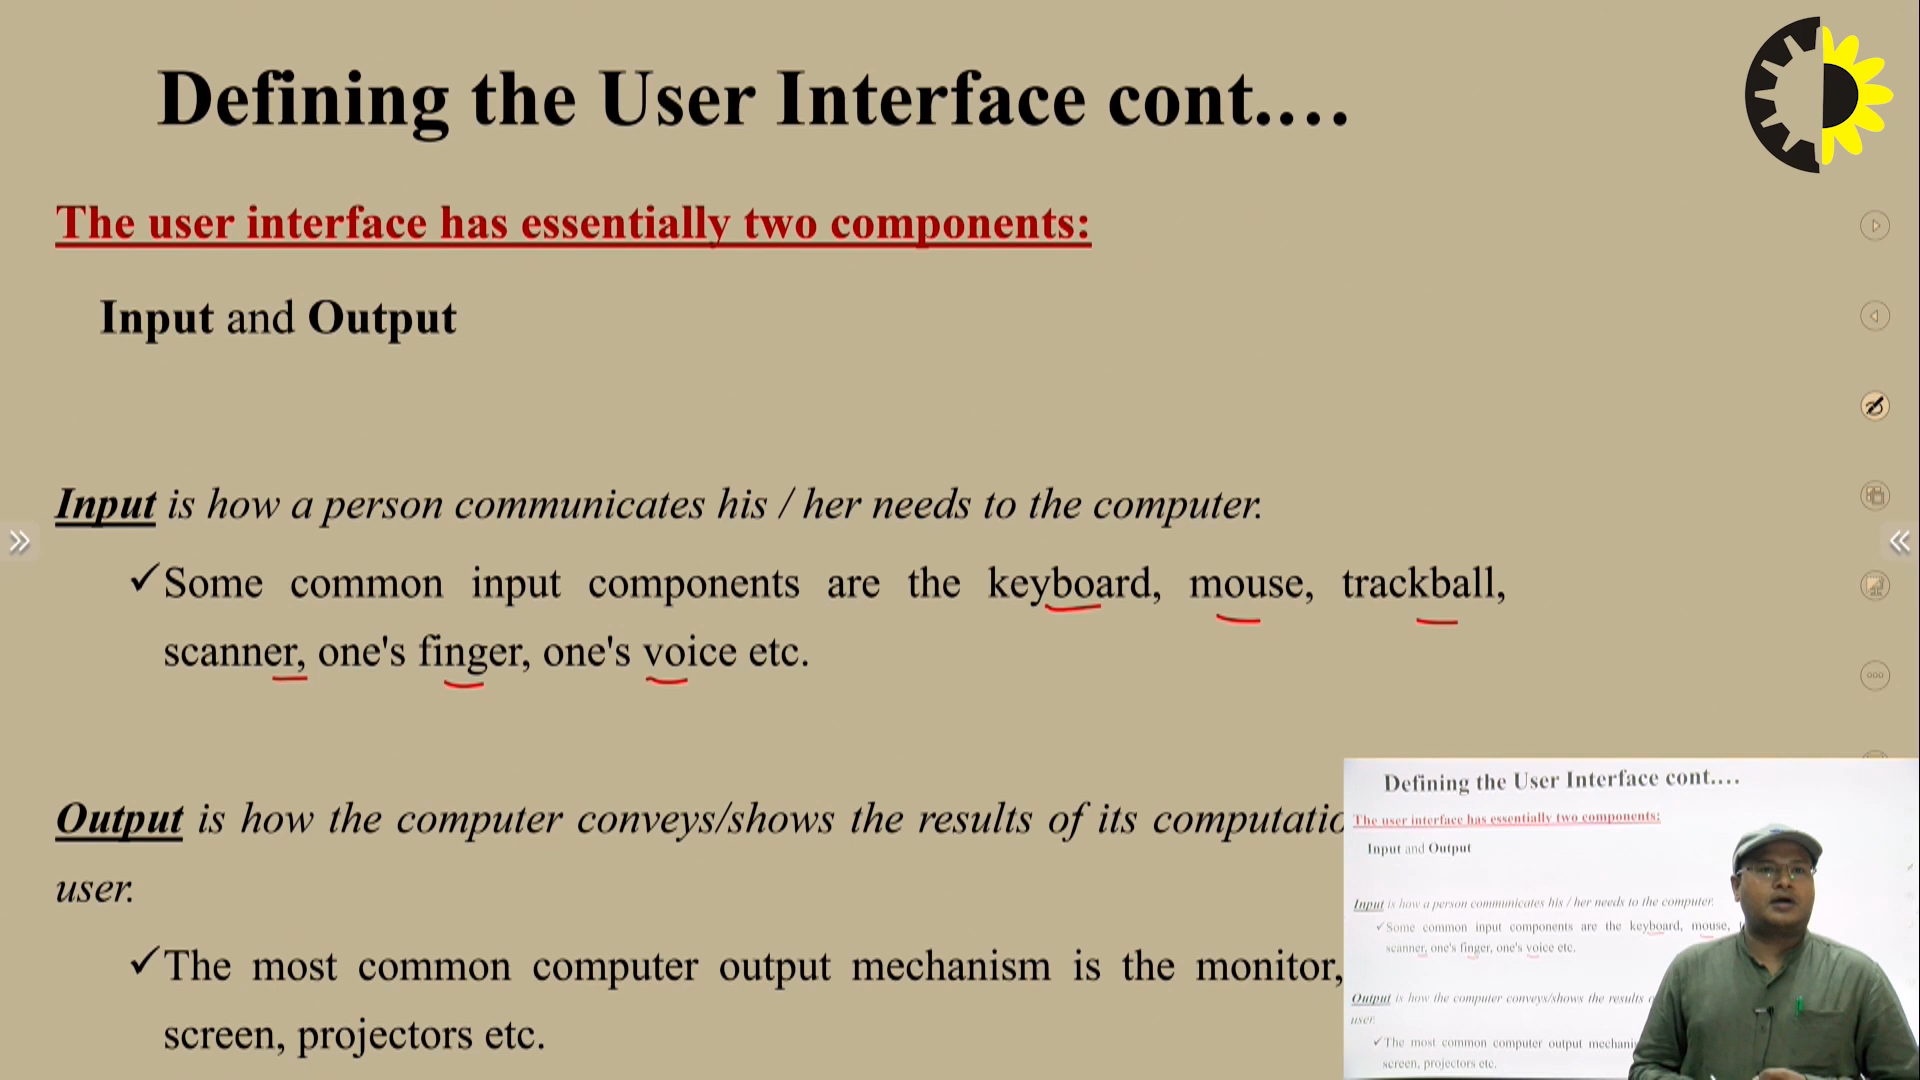 Defining the User Interface cont.…
The user interface has essentially two components:
Input and Output
Input is how a person communicates his / her needs to the computer.
✓Some common input components are the keyboard, mouse, trackball,
scanner, one's finger, one's voice etc.
Output is how the computer conveys/shows the results of its
user.
✓The most common computer output mechanism is the monitor,
screen, projectors etc.
Defining the User Interface cont.…
The user interface has essentially two components:
Input and Output
Input is how a person communicates his / her needs to the computer.
✓Some common input components are the keyboard, mouse,
scanner, one's finger, one's voice etc.
Output is how the computer conveys/shows the results
user.
✓The most common computer output
screen, projectors etc.